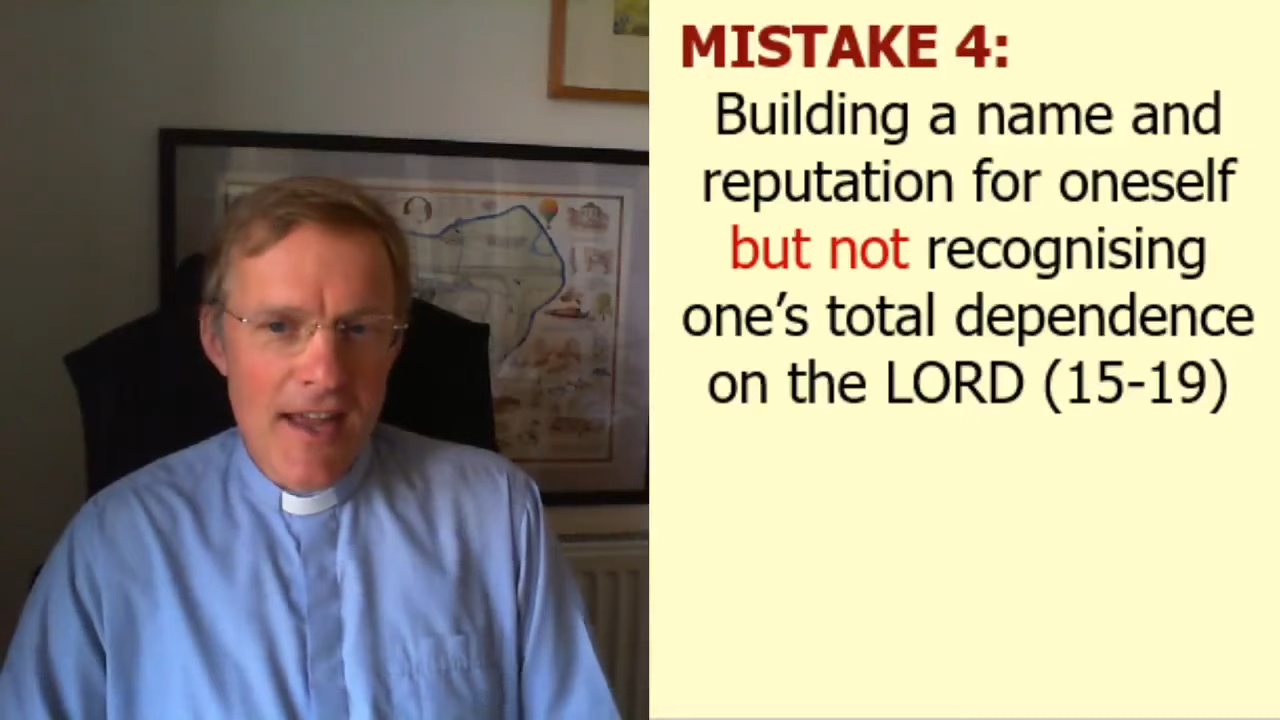 MISTAKE 4:
Building a name and
reputation for oneself
but not recognising
one’s total dependence
on the LORD (15-19)